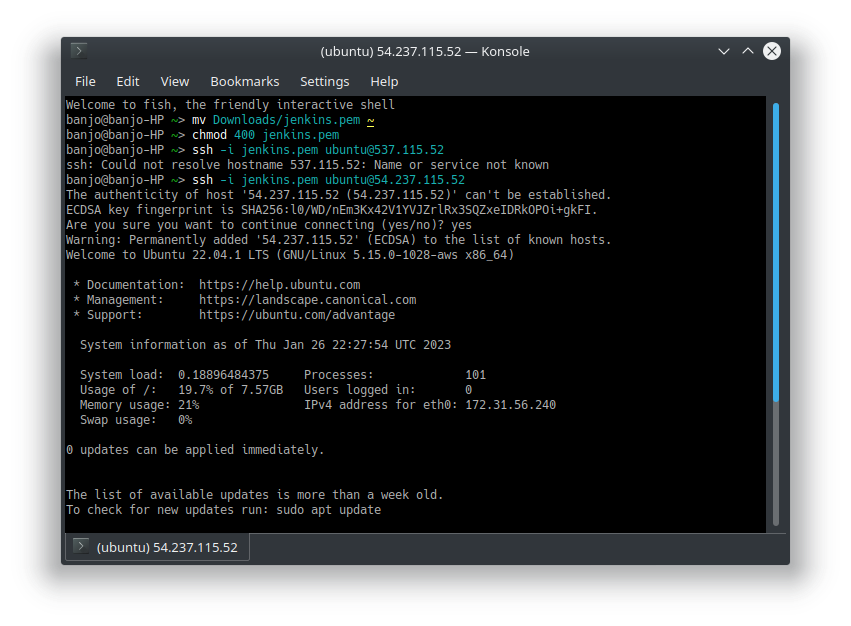 (ubuntu) 54.237.115.52 — Konsole
File Edit View Bookmarks Settings Help
Welcome to fish, the friendly interactive shell
banjo@banjo-HP ~> mv Downloads/jenkins.pem ~
banjo@banjo-HP ~> chmod 400 jenkins.pem
banjo@banjo-HP ~> ssh -i jenkins.pem ubuntu@537.115.52
ssh: Could not resolve hostname 537.115.52: Name or service not known
banjo@banjo-HP ~> ssh -i jenkins.pem ubuntu@54.237.115.52
The authenticity of host '54.237.115.52 (54.237.115.52)' can't be established.
ECDSA key fingerprint is SHA256:l0/WD/nEm3Kx42V1YVJZrlRx3SQZxeIDRkOPOi+gkFI.
Are you sure you want to continue connecting (yes/no)? yes
Warning: Permanently added '54.237.115.52' (ECDSA) to the list of known hosts.
Welcome to Ubuntu 22.04.1 LTS (GNU/Linux 5.15.0-1028-aws x86_64)
* Documentation:  https://help.ubuntu.com
* Management:     https://landscape.canonical.com
* Support:        https://ubuntu.com/advantage
System information as of Thu Jan 26 22:27:54 UTC 2023
System load:  0.18896484375     Processes:             101
Usage of /:   19.7% of 7.57GB   Users logged in:       0
Memory usage: 21%               IPv4 address for eth0: 172.31.56.240
Swap usage:   0%
0 updates can be applied immediately.
The list of available updates is more than a week old.
To check for new updates run: sudo apt update
(ubuntu) 54.237.115.52